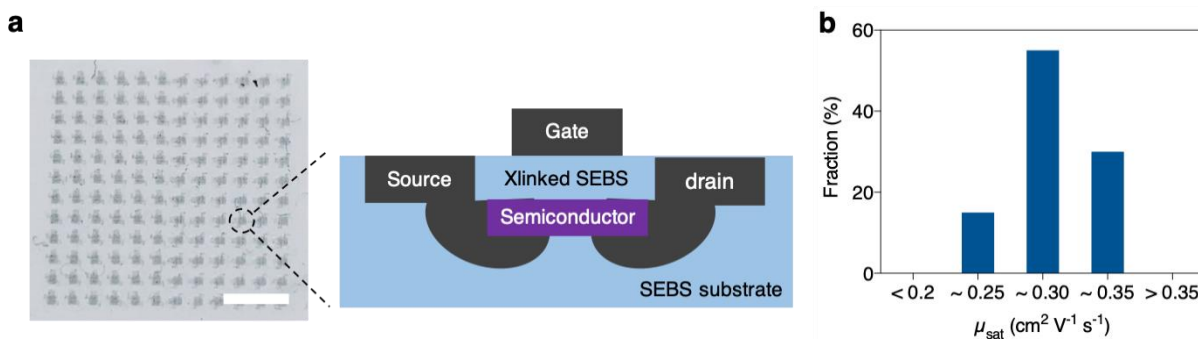 a
Gate
Source
Xlinked SEBS
drain
Semiconductor
SEBS substrate
b
60
40
20
0
Fraction (%)
< 0.2
~ 0.25
~ 0.30
~ 0.35
> 0.35
μsat (cm² V⁻¹ s⁻¹)